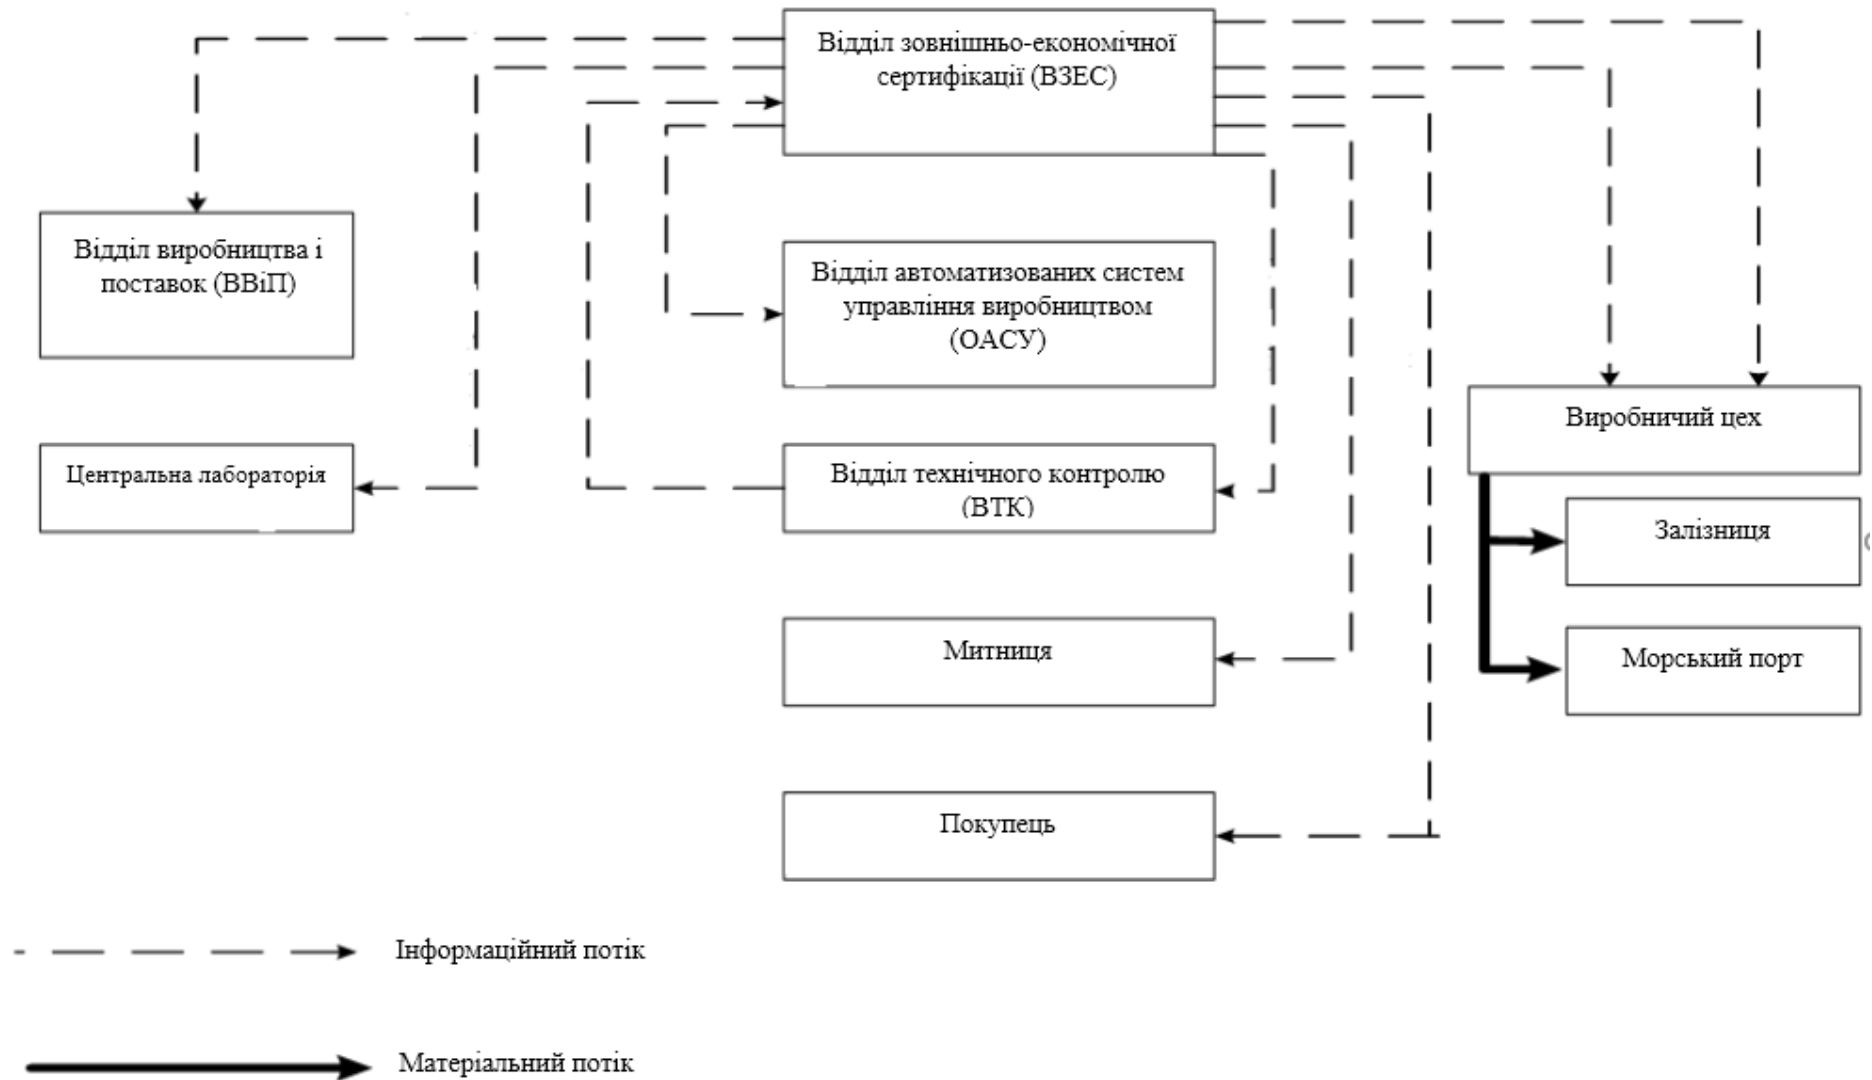 Відділ зовнішньо-економічної
сертифікації (ВЗЕС)
Відділ виробництва і
поставок (ВВіП)
Відділ автоматизованих систем
управління виробництвом
(ОАСУ)
Виробничий цех
Центральна лабораторія
Відділ технічного контролю
(ВТК)
Залізниця
Митниця
Морський порт
Покупець
Інформаційний потік
Матеріальний потік